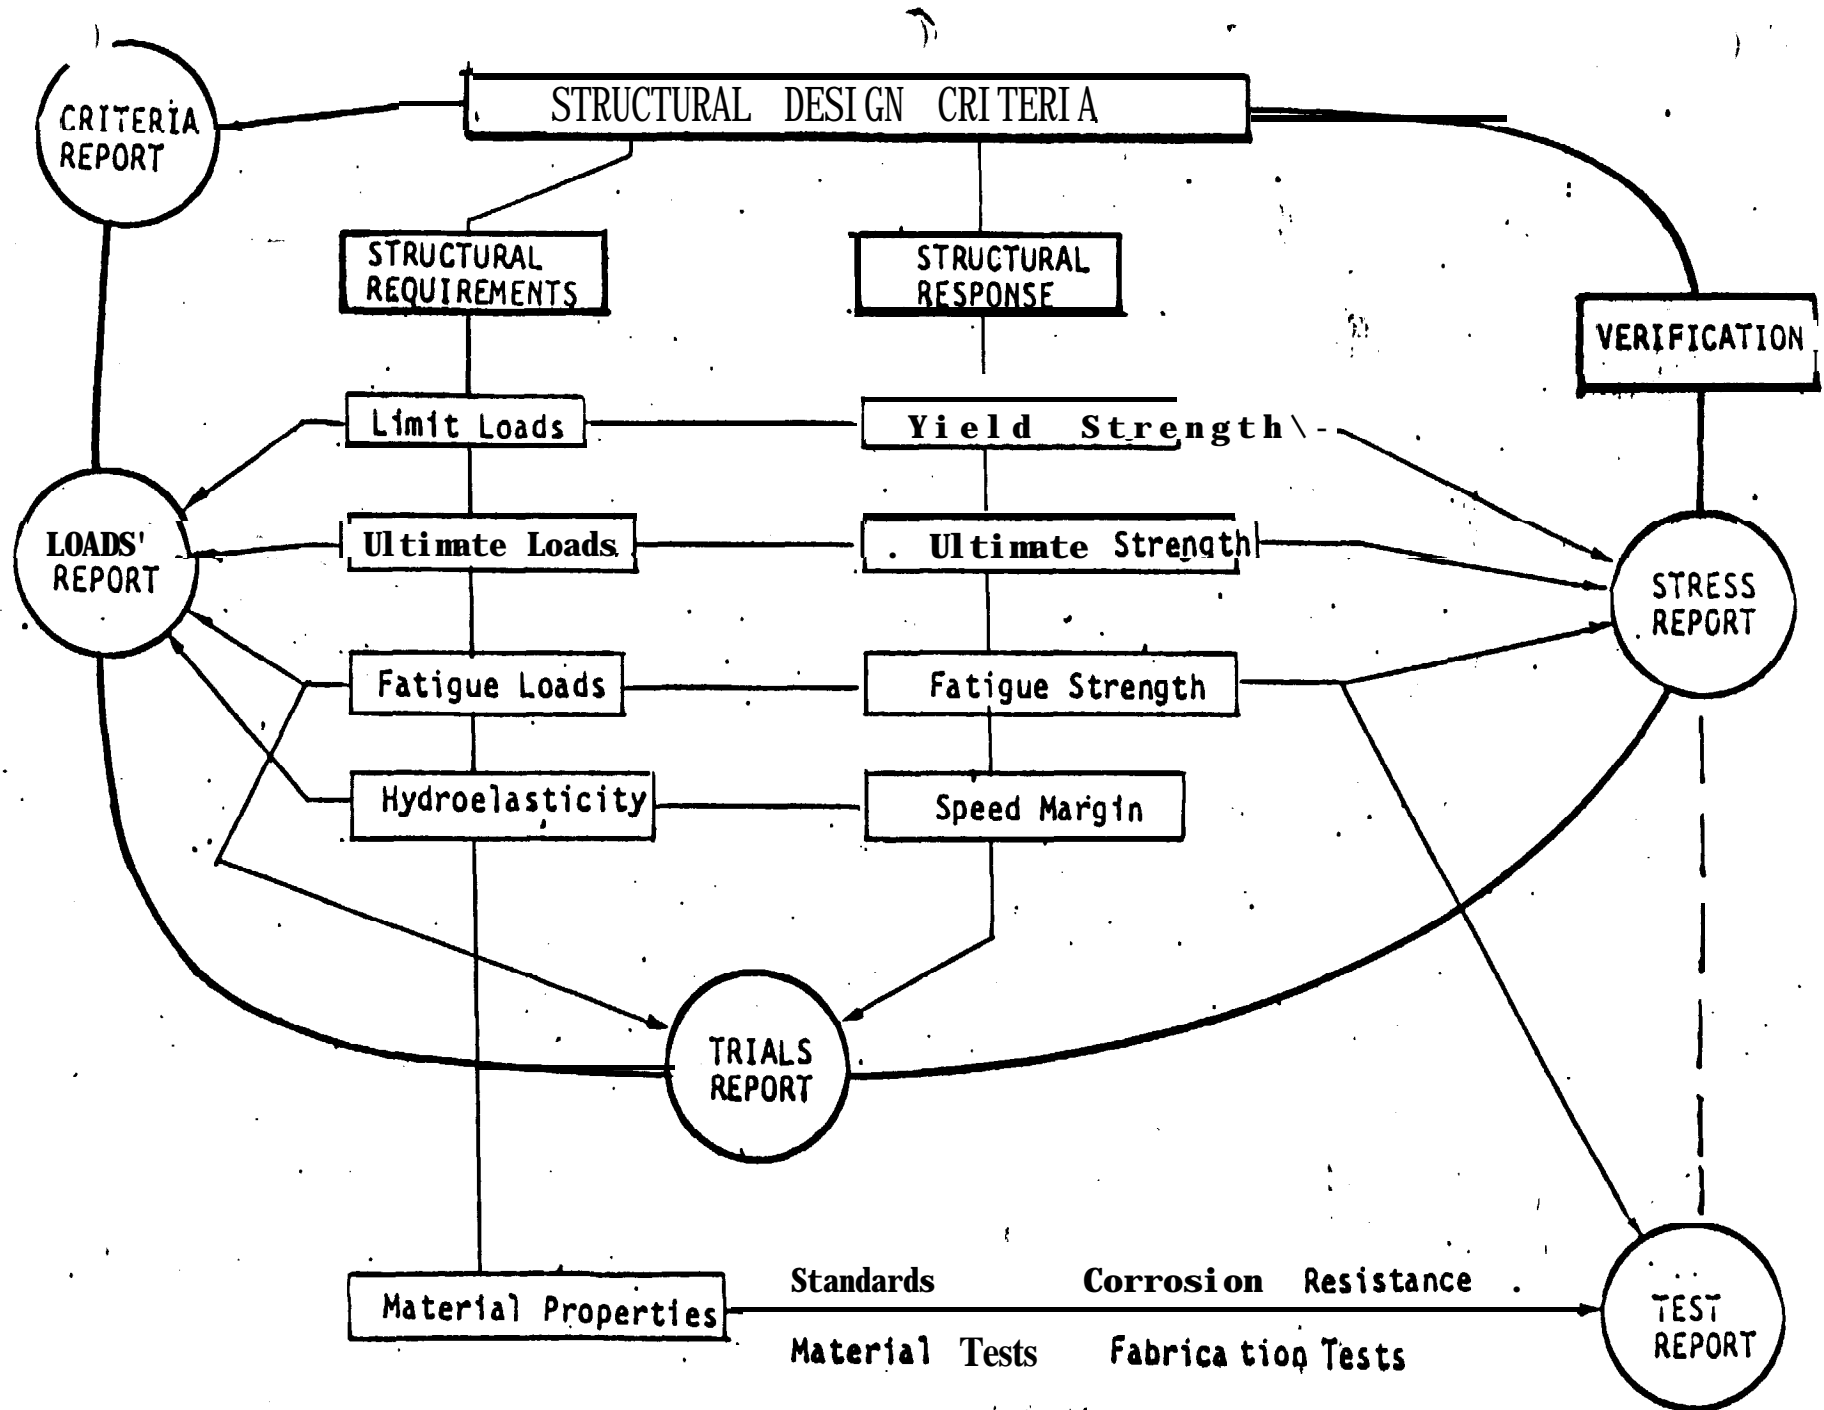 STRUCTURAL DESIGN CRITERIA
CRITERIA
REPORT
STRUCTURAL
REQUIREMENTS
STRUCTURAL
RESPONSE
VERIFICATION
Limit Loads
Yield Strength
LOADS'
REPORT
Ultimate Loads
Ultimate Strength
STRESS
REPORT
Fatigue Loads
Fatigue Strength
Hydroelasticity
Speed Margin
TRIALS
REPORT
Material Properties
Standards Corrosion Resistance
Material Tests Fabrication Tests
TEST
REPORT